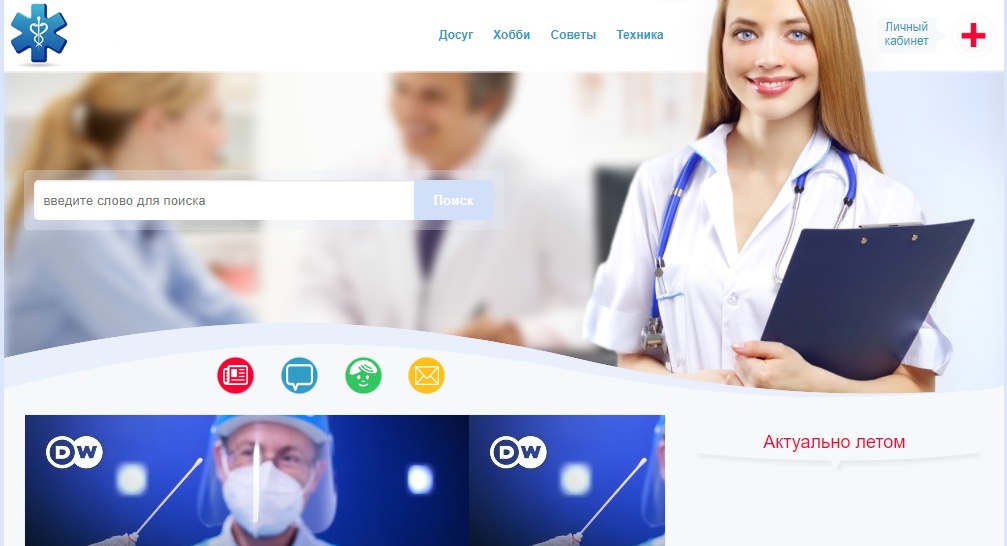 Досуг Хобби Советы Техника
Личный
кабинет
введите слово для поиска
Поиск
DW DW
Актуально летом